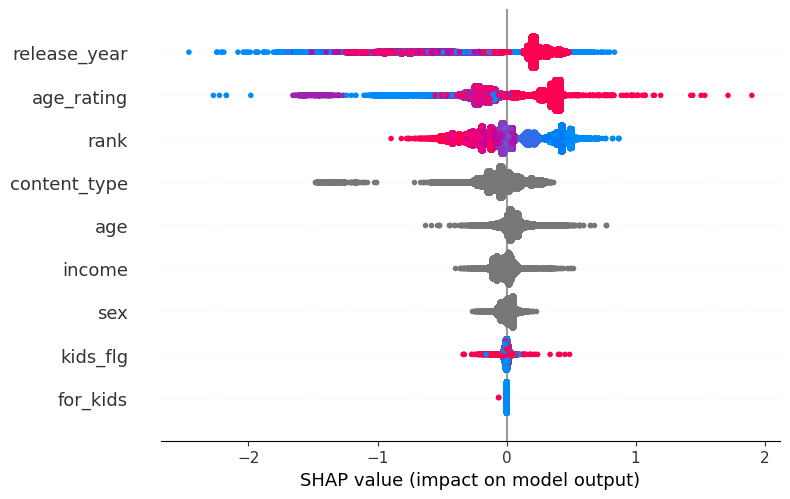 release_year
age_rating
rank
content_type
age
income
sex
kids_flg
for_kids
−2 −1 0 1 2
SHAP value (impact on model output)